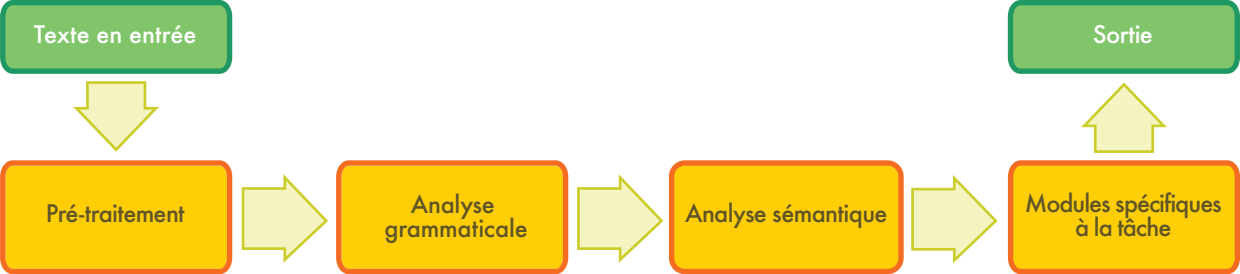 Texte en entrée
Sortie
Pré-traitement
Analyse
grammaticale
Analyse sémantique
Modules spécifiques
à la tâche